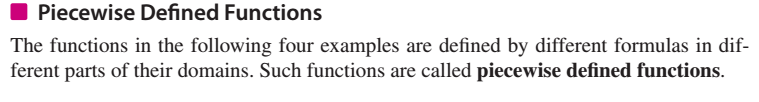 Piecewise Defined Functions
The functions in the following four examples are defined by different formulas in dif-
ferent parts of their domains. Such functions are called piecewise defined functions.